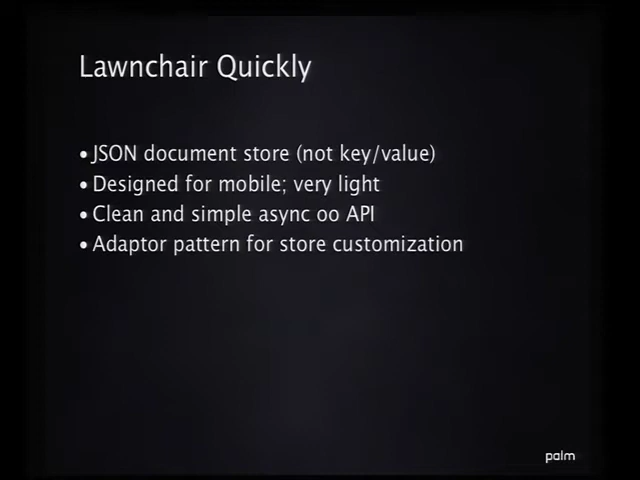 Lawnchair Quickly
• JSON document store (not key/value)
• Designed for mobile; very light
• Clean and simple async oo API
• Adaptor pattern for store customization
palm